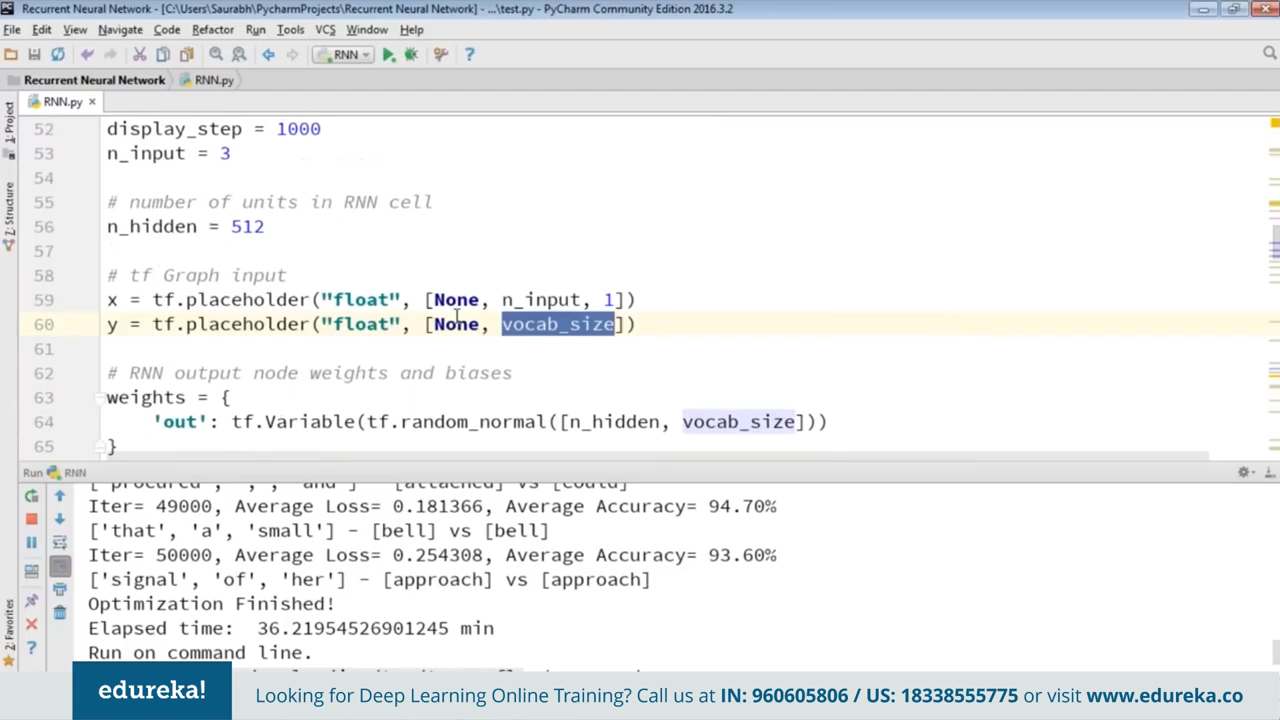 Recurrent Neural Network - [C:\Users\Saurabh\PycharmProjects\Recurrent Neural Network] - ...\test.py - PyCharm Community Edition 2016.3.2
File Edit View Navigate Code Refactor Run Tools VCS Window Help
RNN
Recurrent Neural Network RNN.py
RNN.py
1: Project
Z: Structure
2: Favorites
52 display_step = 1000
53 n_input = 3
54
55 # number of units in RNN cell
56 n_hidden = 512
57
58 # tf Graph input
59 x = tf.placeholder("float", [None, n_input, 1])
60 y = tf.placeholder("float", [None, vocab_size])
61
62 # RNN output node weights and biases
63 weights = {
64 'out': tf.Variable(tf.random_normal([n_hidden, vocab_size]))
65 }
Run RNN
['procured', ',', 'and'] - [attached] vs [could]
Iter= 49000, Average Loss= 0.181366, Average Accuracy= 94.70%
['that', 'a', 'small'] - [bell] vs [bell]
Iter= 50000, Average Loss= 0.254308, Average Accuracy= 93.60%
['signal', 'of', 'her'] - [approach] vs [approach]
Optimization Finished!
Elapsed time:  36.21954526901245 min
Run on command line.
edureka!
Looking for Deep Learning Online Training? Call us at IN: 960605806 / US: 18338555775 or visit www.edureka.co